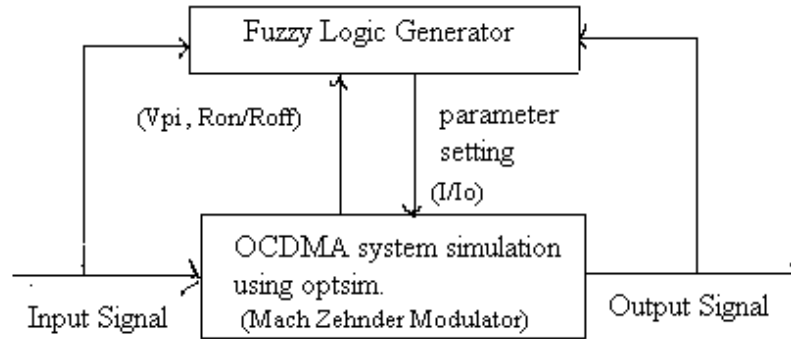 Fuzzy Logic Generator
(Vpi, Ron/Roff)
parameter
setting
(I/Io)
OCDMA system simulation
using optsim.
(Mach Zehnder Modulator)
Input Signal
Output Signal